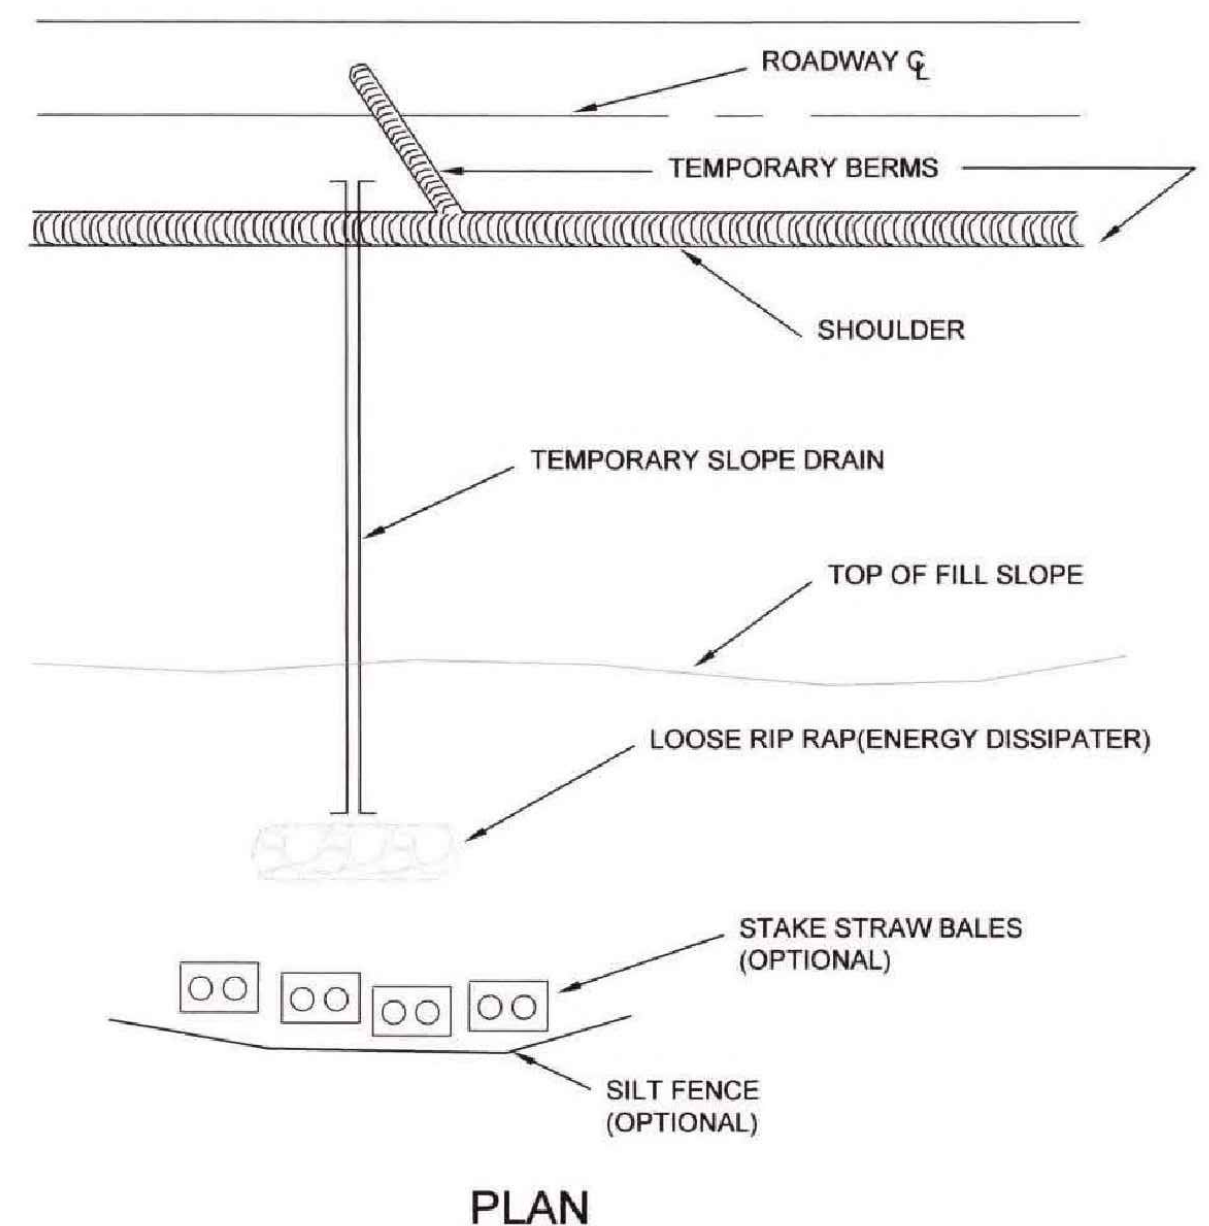 ROADWAY ℄
TEMPORARY BERMS
SHOULDER
TEMPORARY SLOPE DRAIN
TOP OF FILL SLOPE
LOOSE RIP RAP(ENERGY DISSIPATER)
STAKE STRAW BALES
(OPTIONAL)
SILT FENCE
(OPTIONAL)
PLAN